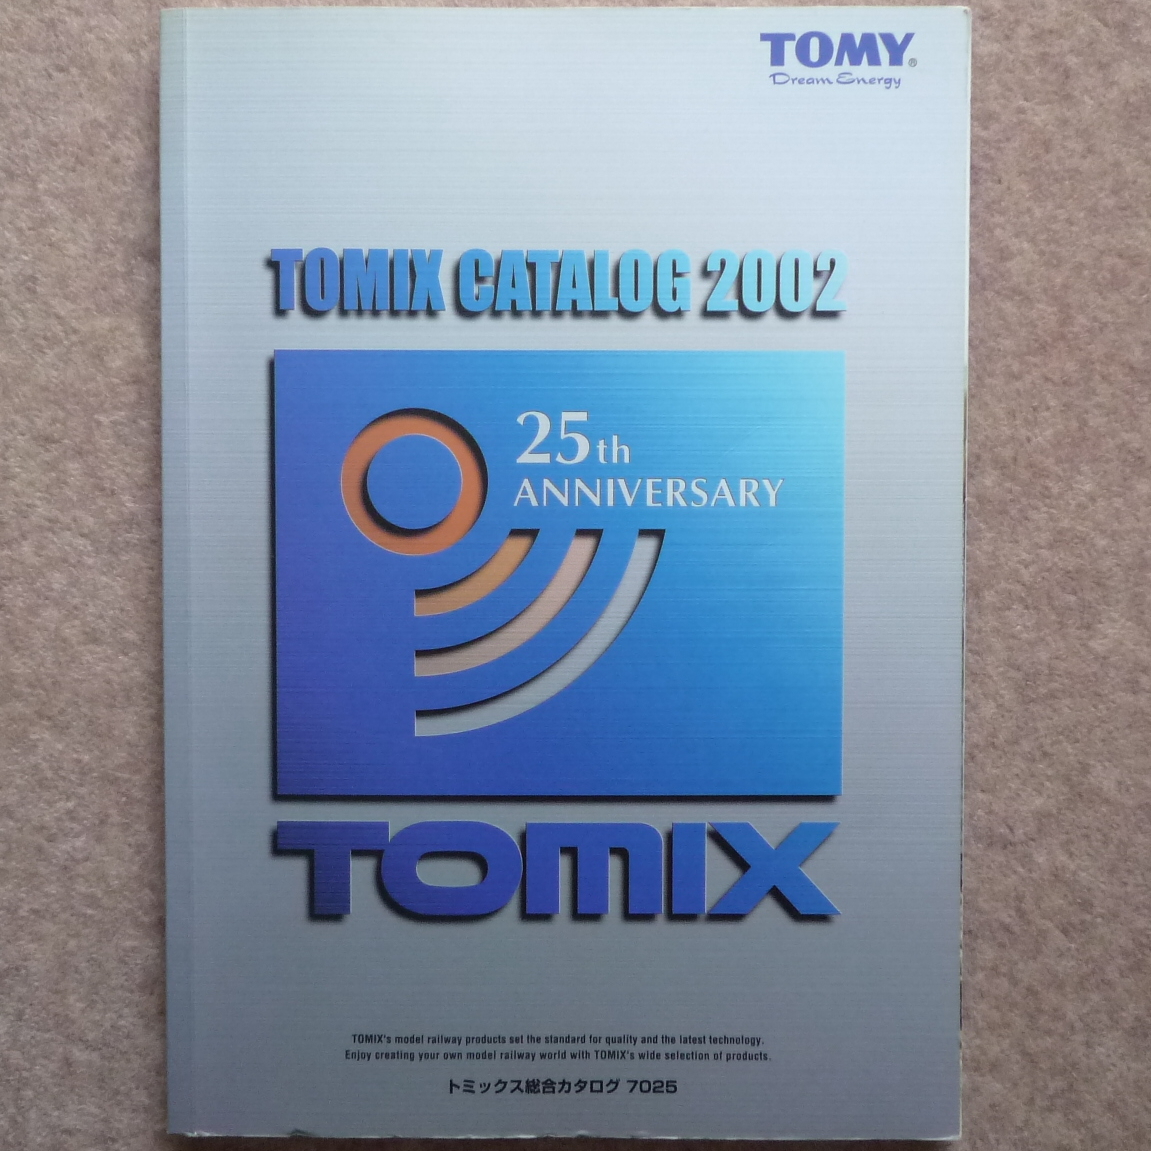 TOMY®
Dream Energy
TOMIX CATALOG 2002
25th
ANNIVERSARY
TOMIX
TOMIX's model railway products set the standard for quality and the latest technology.
Enjoy creating your own model railway world with TOMIX's wide selection of products.
トミックス総合カタログ 7025